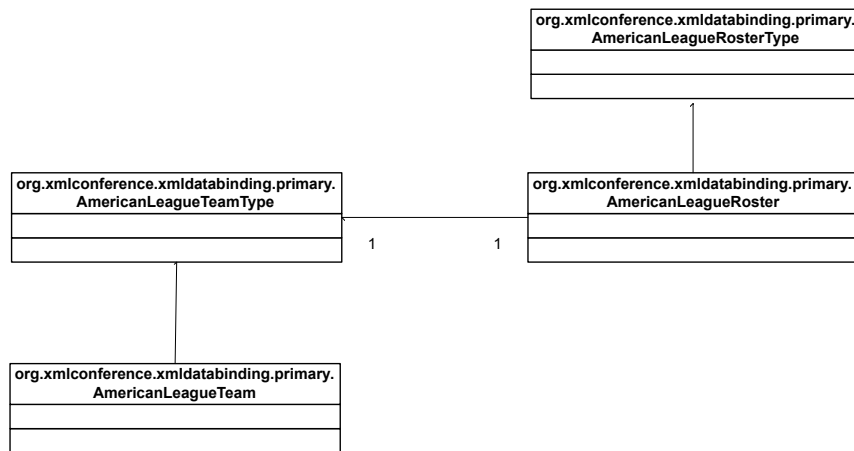 org.xmlconference.xmldatabinding.primary.
AmericanLeagueRosterType
org.xmlconference.xmldatabinding.primary.
AmericanLeagueTeamType
org.xmlconference.xmldatabinding.primary.
AmericanLeagueRoster
1
1
org.xmlconference.xmldatabinding.primary.
AmericanLeagueTeam